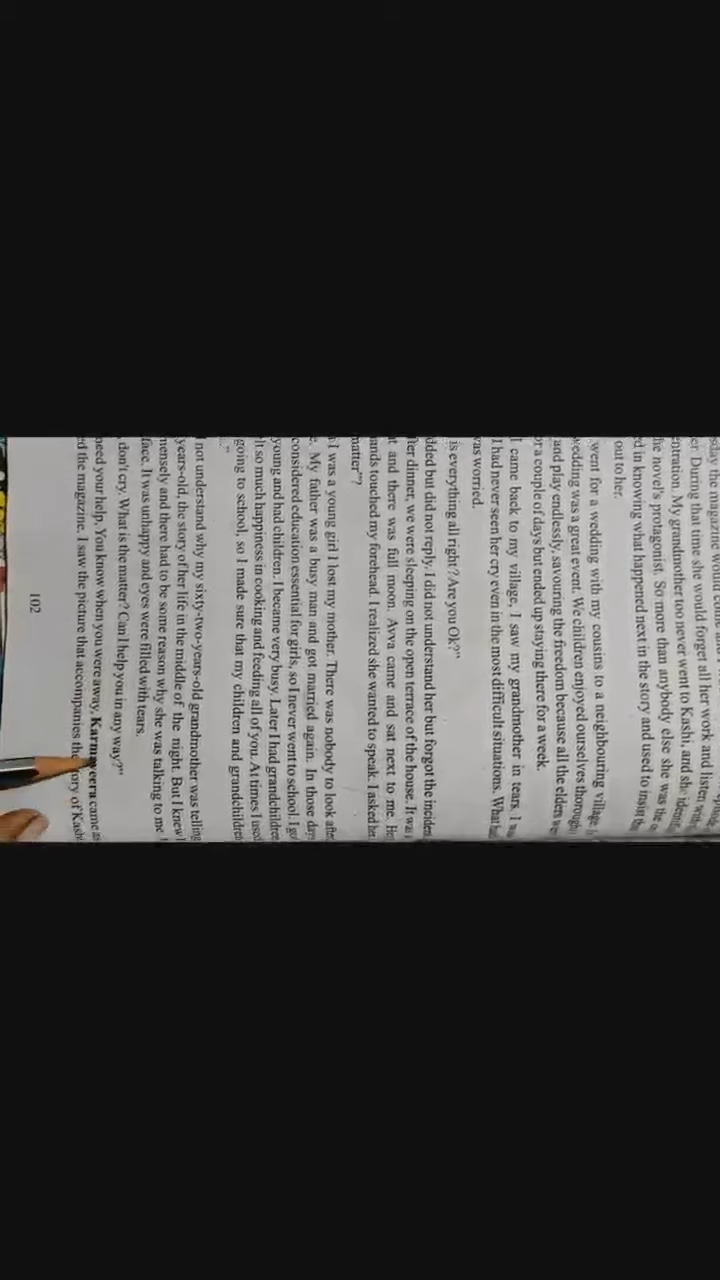 sday the magazine would
er. During that time she would forget all her work and listen with
entration. My grandmother too never went to Kashi, and she
he novel's protagonist. So more than anybody else she was the
ed in knowing what happened next in the story and used to insist
out to her.
went for a wedding with my cousins to a neighbouring village.
wedding was a great event. We children enjoyed ourselves thorough
and play endlessly, savouring the freedom because all the elders we
or a couple of days but ended up staying there for a week.
I came back to my village, I saw my grandmother in tears. I
I had never seen her cry even in the most difficult situations. What
was worried.
is everything all right? Are you Ok?"
dded but did not reply. I did not understand her but forgot the inciden
fter dinner, we were sleeping on the open terrace of the house. It was
t and there was full moon. Avva came and sat next to me. He
ands touched my forehead. I realized she wanted to speak. I asked her
matter"?
I was a young girl I lost my mother. There was nobody to look after
e. My father was a busy man and got married again. In those day
considered education essential for girls, so I never went to school. I go
young and had children. I became very busy. Later I had grandchildren
lt so much happiness in cooking and feeding all of you. At times I used
going to school, so I made sure that my children and grandchildren
..."
not understand why my sixty-two-years-old grandmother was telling
years-old, the story of her life in the middle of the night. But I knew I
mensely and there had to be some reason why she was talking to me.
face. It was unhappy and eyes were filled with tears.
, don't cry. What is the matter? Can I help you in any way?"
need your help. You know when you were away, Karmaveera came as
ed the magazine. I saw the picture that accompanies the story of Kashi
102